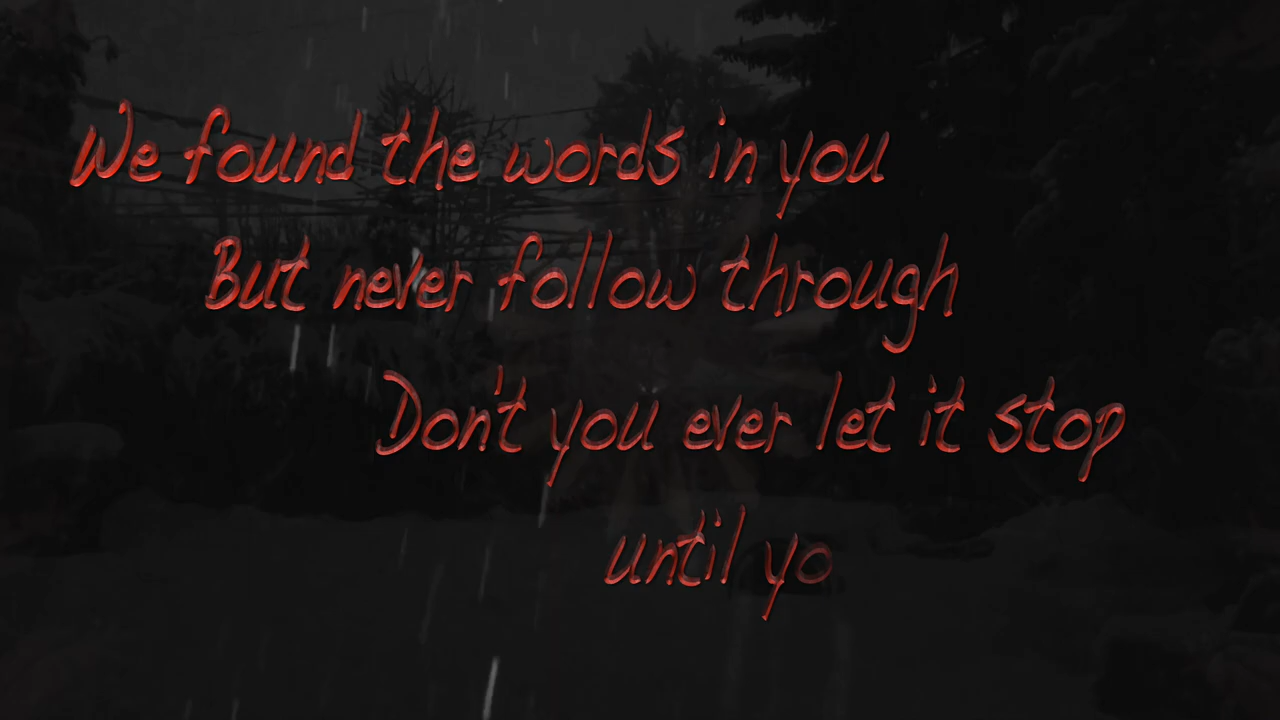 We found the words in you
But never follow through
Don't you ever let it stop
until yo